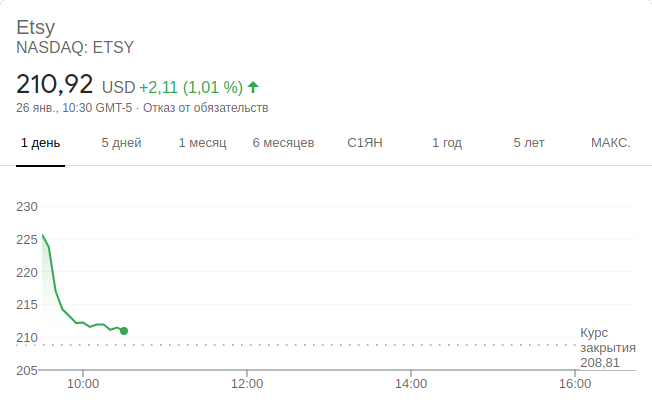 Etsy
NASDAQ: ETSY
210,92 USD +2,11 (1,01 %)
26 янв., 10:30 GMT-5 · Отказ от обязательств
1 день 5 дней 1 месяц 6 месяцев С1ЯН 1 год 5 лет МАКС.
230
225
220
215
210
Курс
закрытия
208,81
205
10:00 12:00 14:00 16:00